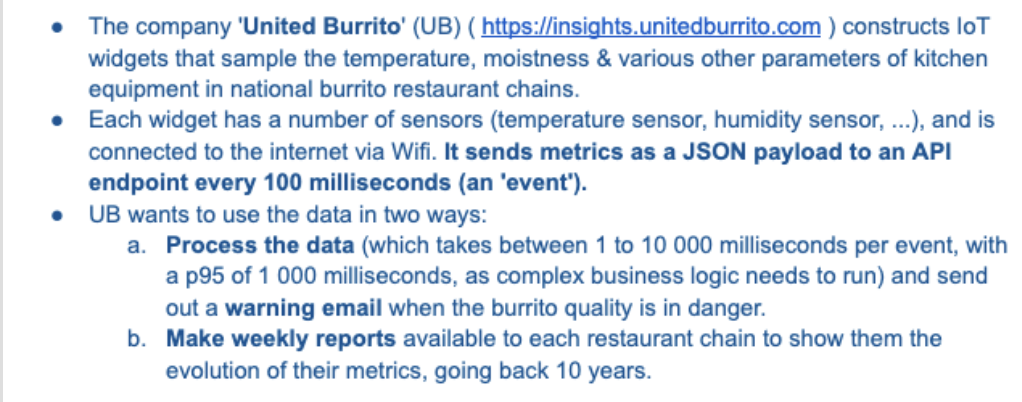 ● The company 'United Burrito' (UB) ( https://insights.unitedburrito.com ) constructs IoT
widgets that sample the temperature, moistness & various other parameters of kitchen
equipment in national burrito restaurant chains.
● Each widget has a number of sensors (temperature sensor, humidity sensor, ...), and is
connected to the internet via Wifi. It sends metrics as a JSON payload to an API
endpoint every 100 milliseconds (an 'event').
● UB wants to use the data in two ways:
a. Process the data (which takes between 1 to 10 000 milliseconds per event, with
a p95 of 1 000 milliseconds, as complex business logic needs to run) and send
out a warning email when the burrito quality is in danger.
b. Make weekly reports available to each restaurant chain to show them the
evolution of their metrics, going back 10 years.